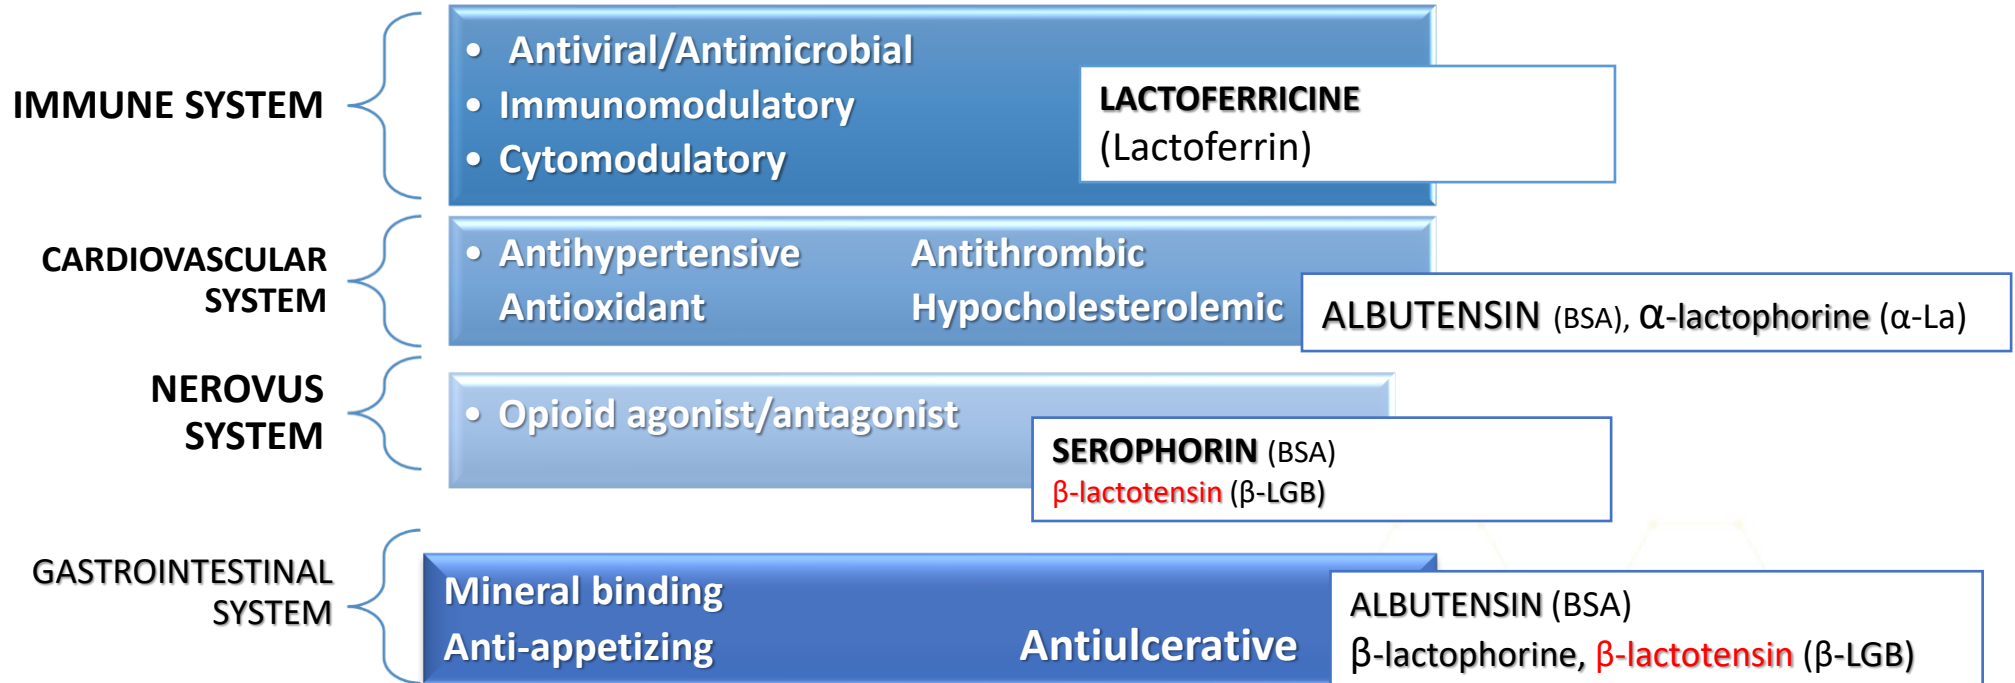 IMMUNE SYSTEM
• Antiviral/Antimicrobial
• Immunomodulatory
• Cytomodulatory
LACTOFERRICINE
(Lactoferrin)
CARDIOVASCULAR
SYSTEM
• Antihypertensive Antithrombic
Antioxidant Hypocholesterolemic
ALBUTENSIN (BSA), α-lactophorine (α-La)
NEROVUS
SYSTEM
• Opioid agonist/antagonist
SEROPHORIN (BSA)
β-lactotensin (β-LGB)
GASTROINTESTINAL
SYSTEM
Mineral binding
Anti-appetizing Antiulcerative
ALBUTENSIN (BSA)
β-lactophorine, β-lactotensin (β-LGB)